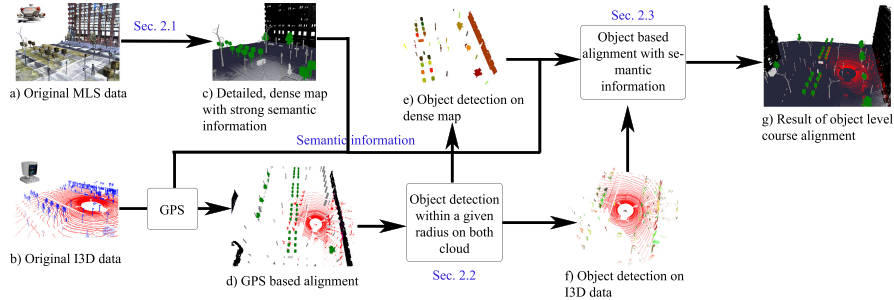 Sec. 2.1
a) Original MLS data
c) Detailed, dense map
with strong semantic
information
e) Object detection on
dense map
Sec. 2.3
Object based
alignment with se-
mantic
information
g) Result of object level
course alignment
Semantic information
b) Original I3D data
GPS
d) GPS based alignment
Object detection
within a given
radius on both
cloud
Sec. 2.2
f) Object detection on
I3D data